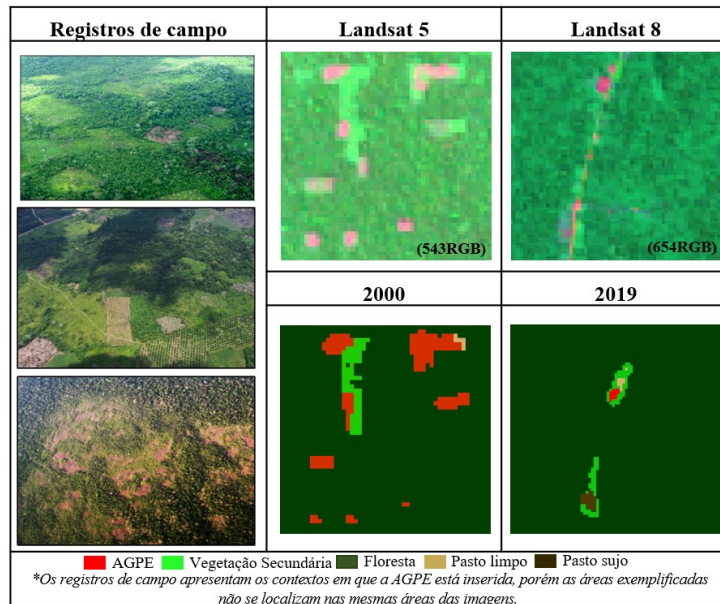 Registros de campo
Landsat 5
Landsat 8
(543RGB)
(654RGB)
2000
2019
AGPE
Vegetação Secundária
Floresta
Pasto limpo
Pasto sujo
*Os registros de campo apresentam os contextos em que a AGPE está inserida, porém as áreas exemplificadas
não se localizam nas mesmas áreas das imagens.